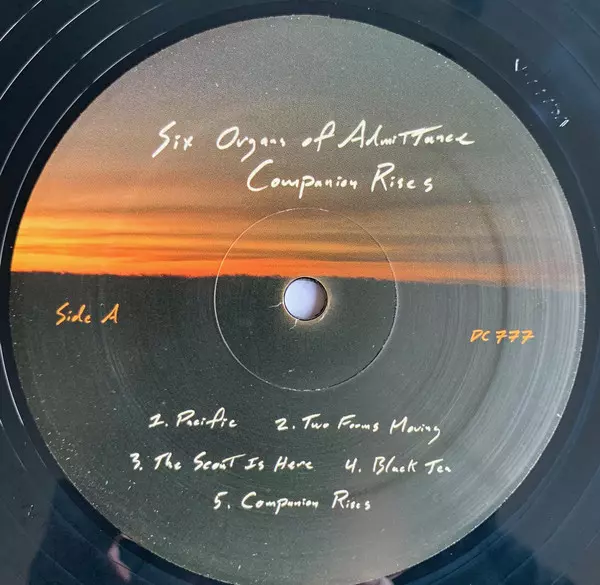 Six Organs of Admittance
Companion Rises
Side A
DC 777
1. Pacific 2. Two Forms Moving
3. The Scout Is Here 4. Black Tea
5. Companion Rises